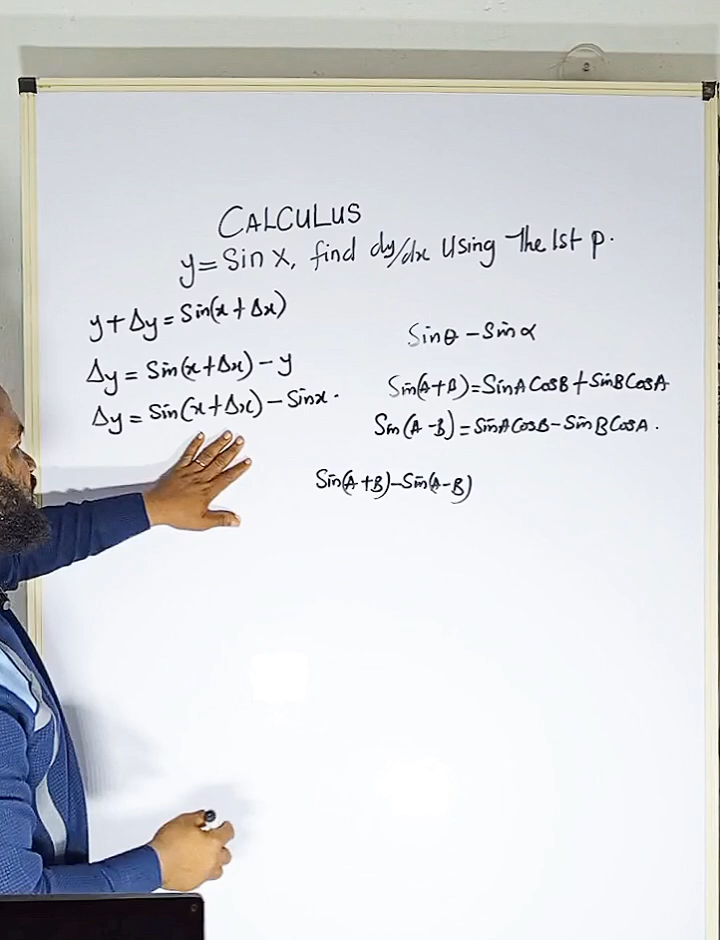 CALCULUS
y = Sin x, find dy/dx Using The 1st p.
y + Δy = Sin(x + Δx)
Δy = Sin(x + Δx) - y
Δy = Sin(x + Δx) - Sinx.
Sinθ - Sinα
Sin(A+B) = SinA CosB + SinB CosA
Sin(A-B) = SinA CosB - SinB CosA.
Sin(A+B) - Sin(A-B)